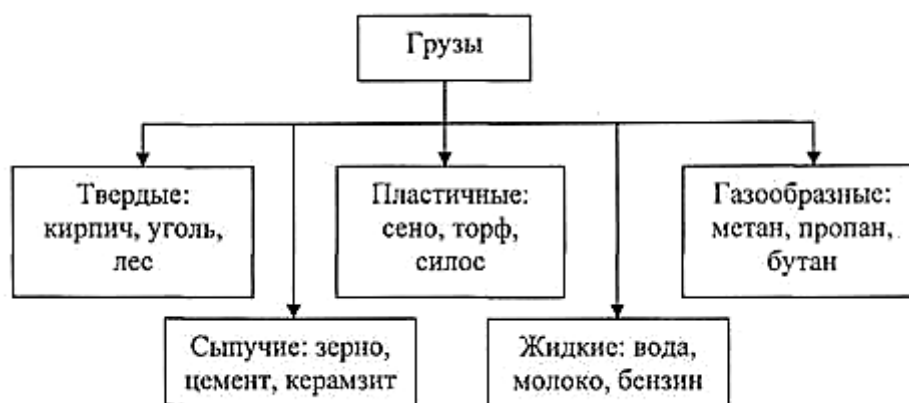 Грузы
Твердые:
кирпич, уголь,
лес
Пластичные:
сено, торф,
силос
Газообразные:
метан, пропан,
бутан
Сыпучие: зерно,
цемент, керамзит
Жидкие: вода,
молоко, бензин